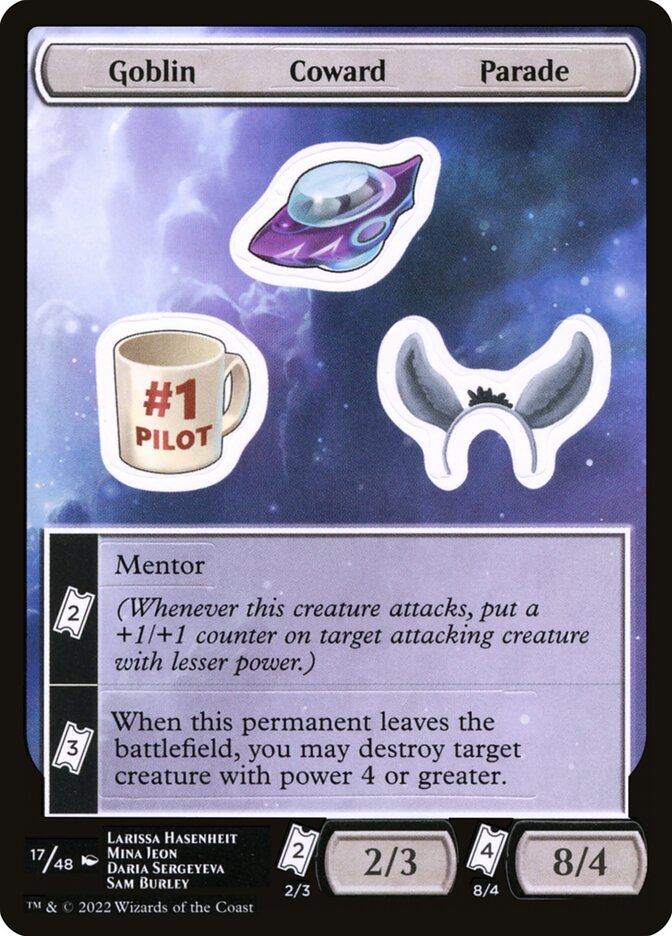 Goblin Coward Parade
#1
PILOT
2
Mentor
(Whenever this creature attacks, put a
+1/+1 counter on target attacking creature
with lesser power.)
3
When this permanent leaves the
battlefield, you may destroy target
creature with power 4 or greater.
17/48
Larissa Hasenheit
Mina Jeon
Daria Sergeyeva
Sam Burley
2
2/3
2/3
4
8/4
8/4
™ & © 2022 Wizards of the Coast